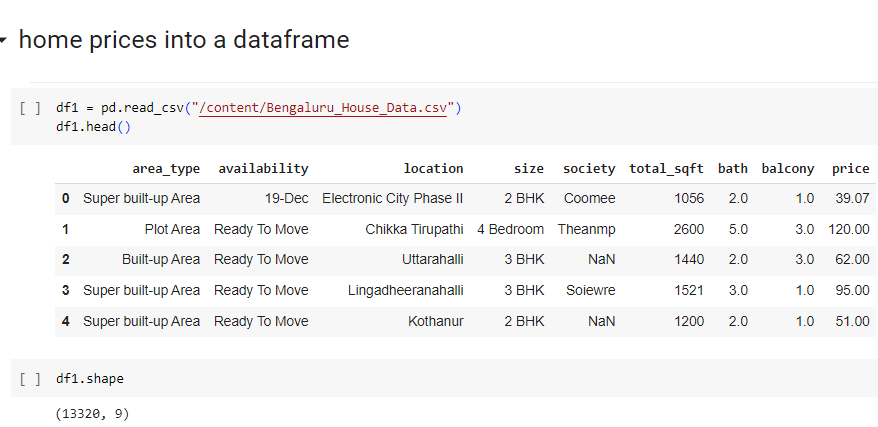 home prices into a dataframe
[ ] df1 = pd.read_csv("/content/Bengaluru_House_Data.csv")
df1.head()
area_type availability location size society total_sqft bath balcony price
0 Super built-up Area 19-Dec Electronic City Phase II 2 BHK Coomee 1056 2.0 1.0 39.07
1 Plot Area Ready To Move Chikka Tirupathi 4 Bedroom Theanmp 2600 5.0 3.0 120.00
2 Built-up Area Ready To Move Uttarahalli 3 BHK NaN 1440 2.0 3.0 62.00
3 Super built-up Area Ready To Move Lingadheeranahalli 3 BHK Soiewre 1521 3.0 1.0 95.00
4 Super built-up Area Ready To Move Kothanur 2 BHK NaN 1200 2.0 1.0 51.00
[ ] df1.shape
(13320, 9)